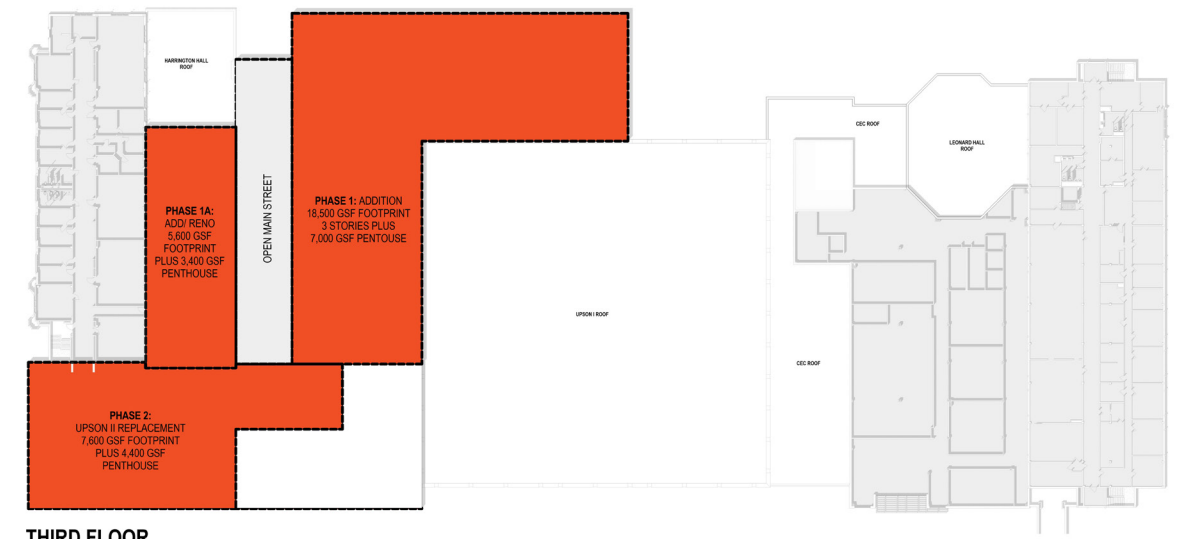 HARRINGTON HALL
ROOF
PHASE 1A:
ADD/ RENO
5,600 GSF
FOOTPRINT
PLUS 3,400 GSF
PENTHOUSE
OPEN MAIN STREET
PHASE 1: ADDITION
18,500 GSF FOOTPRINT
3 STORIES PLUS
7,000 GSF PENTOUSE
CEC ROOF
LEONARD HALL
ROOF
UPSON I ROOF
CEC ROOF
PHASE 2:
UPSON II REPLACEMENT
7,600 GSF FOOTPRINT
PLUS 4,400 GSF
PENTHOUSE
THIRD FLOOR